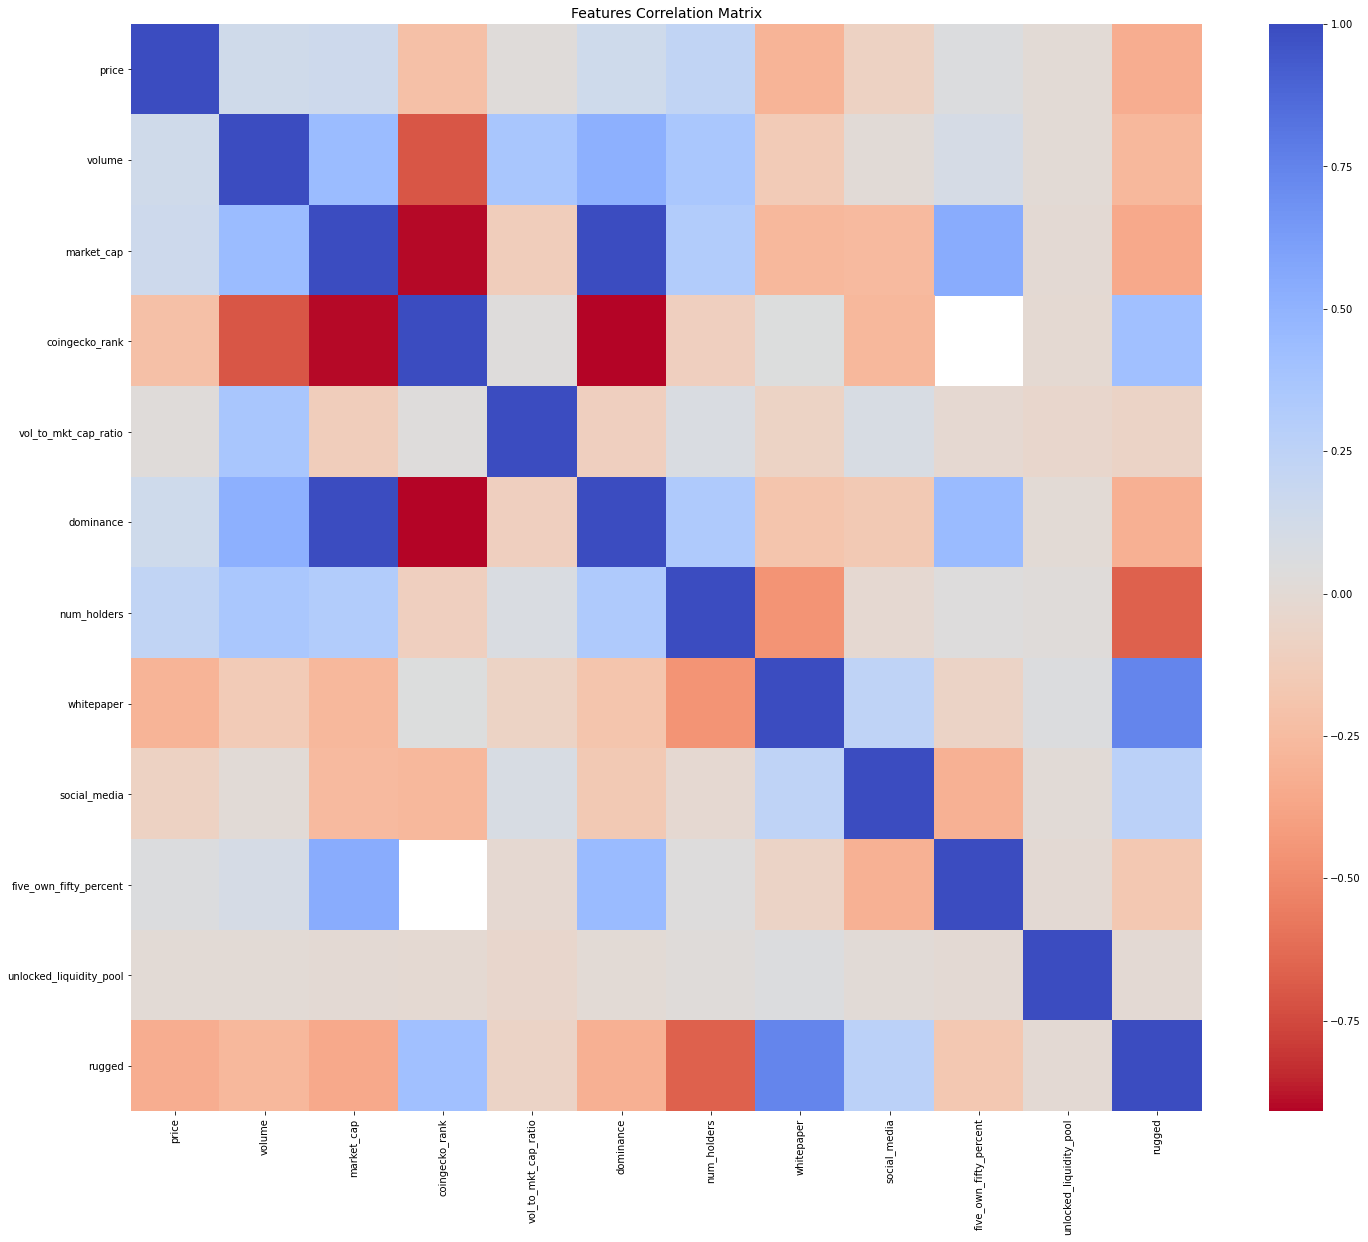 Features Correlation Matrix
price
volume
market_cap
coingecko_rank
vol_to_mkt_cap_ratio
dominance
num_holders
whitepaper
social_media
five_own_fifty_percent
unlocked_liquidity_pool
rugged
price
volume
market_cap
coingecko_rank
vol_to_mkt_cap_ratio
dominance
num_holders
whitepaper
social_media
five_own_fifty_percent
unlocked_liquidity_pool
rugged
1.00
0.75
0.50
0.25
0.00
−0.25
−0.50
−0.75